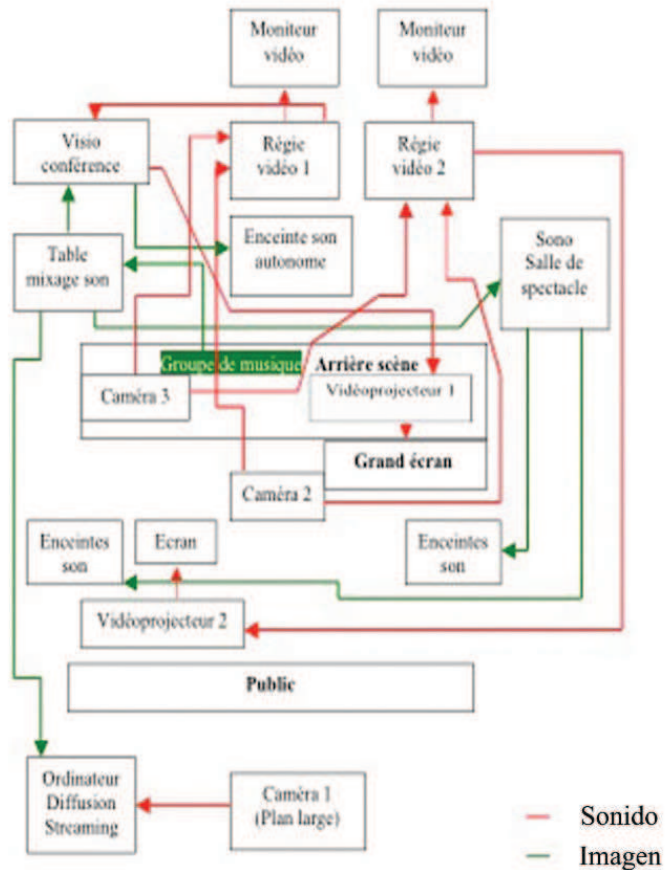 Moniteur
vidéo
Moniteur
vidéo
Visio
conférence
Régie
vidéo 1
Régie
vidéo 2
Enceinte son
autonome
Sono
Salle de
spectacle
Table
mixage son
Groupe de musique
Arrière scène
Caméra 3
Vidéoprojecteur 1
Grand écran
Caméra 2
Enceintes
son
Ecran
Enceintes
son
Vidéoprojecteur 2
Public
Ordinateur
Diffusion
Streaming
Caméra 1
(Plan large)
Sonido
Imagen